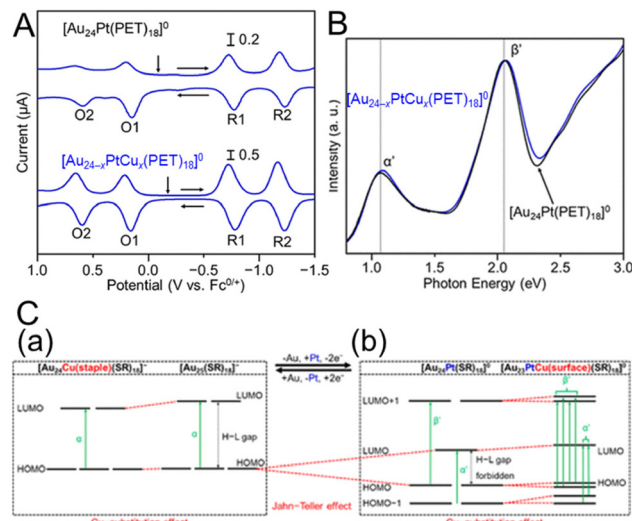 A
[Au24Pt(PET)18]0
0.2
O2
O1
R1
R2
[Au24–xPtCux(PET)18]0
0.5
O2
O1
R1
R2
Current (μA)
1.0 0.5 0.0 -0.5 -1.0 -1.5
Potential (V vs. Fc0/+)
B
β'
[Au24–xPtCux(PET)18]0
α'
[Au24Pt(PET)18]0
Intensity (a. u.)
1.0 1.5 2.0 2.5 3.0
Photon Energy (eV)
C
(a)
(b)
[Au24Cu(staple)(SR)18]− [Au25(SR)18]−
-Au, +Pt, -2e-
+Au, -Pt, +2e-
[Au24Pt(SR)18]0 [Au23PtCu(surface)(SR)18]0
LUMO
LUMO
α
α
H–L gap
HOMO
HOMO
Jahn-Teller effect
LUMO+1
β'
β'
LUMO
LUMO
α'
α'
H–L gap
forbidden
HOMO
HOMO
HOMO−1